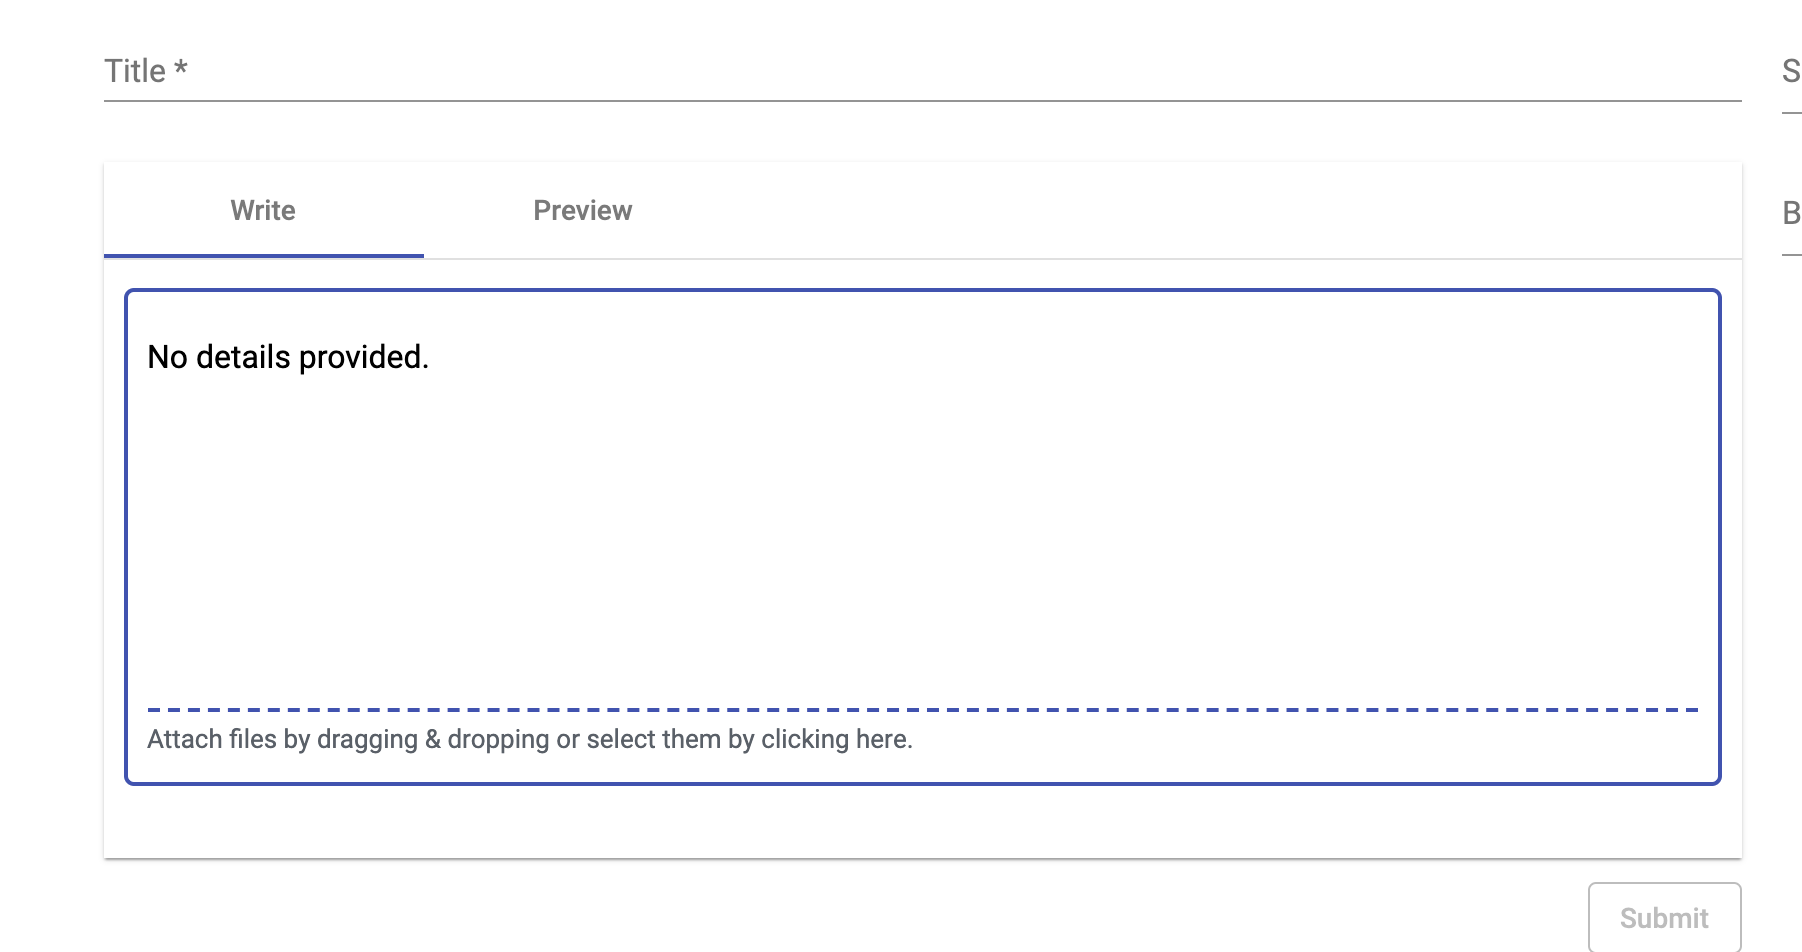 Title *
S
Write Preview
B
No details provided.
Attach files by dragging & dropping or select them by clicking here.
Submit